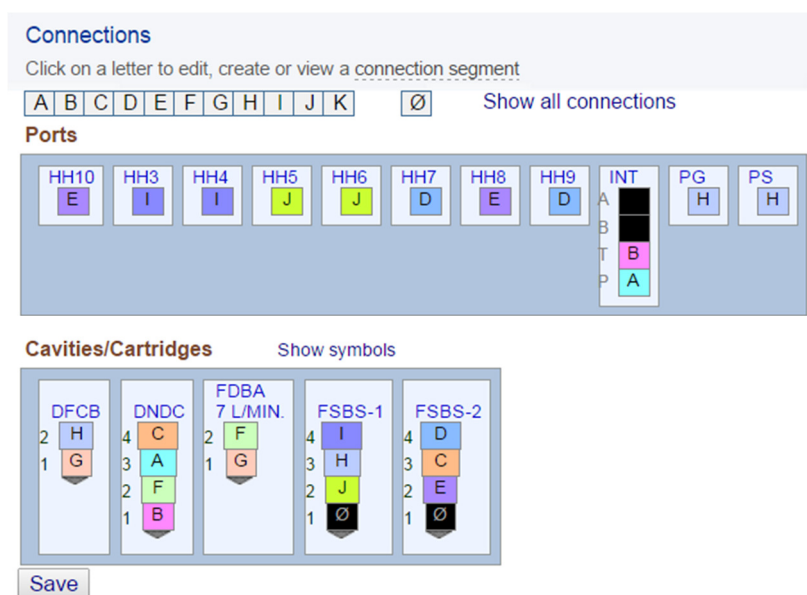 Connections
Click on a letter to edit, create or view a connection segment
A B C D E F G H I J K Ø Show all connections
Ports
HH10 HH3 HH4 HH5 HH6 HH7 HH8 HH9 INT PG PS
E I I J J D E D A H H
B
T B
P A
Cavities/Cartridges Show symbols
FDBA
DFCB DNDC 7 L/MIN. FSBS-1 FSBS-2
2 H 4 C 2 F 4 I 4 D
1 G 3 A 1 G 3 H 3 C
2 F 2 J 2 E
1 B 1 Ø 1 Ø
Save